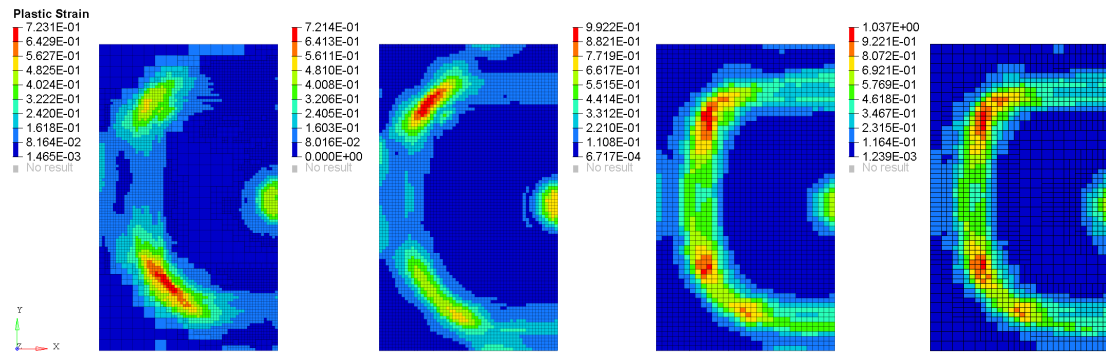 Plastic Strain
7.231E-01
6.429E-01
5.627E-01
4.825E-01
4.024E-01
3.222E-01
2.420E-01
1.618E-01
8.164E-02
1.465E-03
No result
7.214E-01
6.413E-01
5.611E-01
4.810E-01
4.008E-01
3.206E-01
2.405E-01
1.603E-01
8.016E-02
0.000E+00
No result
9.922E-01
8.821E-01
7.719E-01
6.617E-01
5.515E-01
4.414E-01
3.312E-01
2.210E-01
1.108E-01
6.717E-04
No result
1.037E+00
9.221E-01
8.072E-01
6.921E-01
5.769E-01
4.618E-01
3.467E-01
2.315E-01
1.164E-01
1.239E-03
No result
Y
Z X